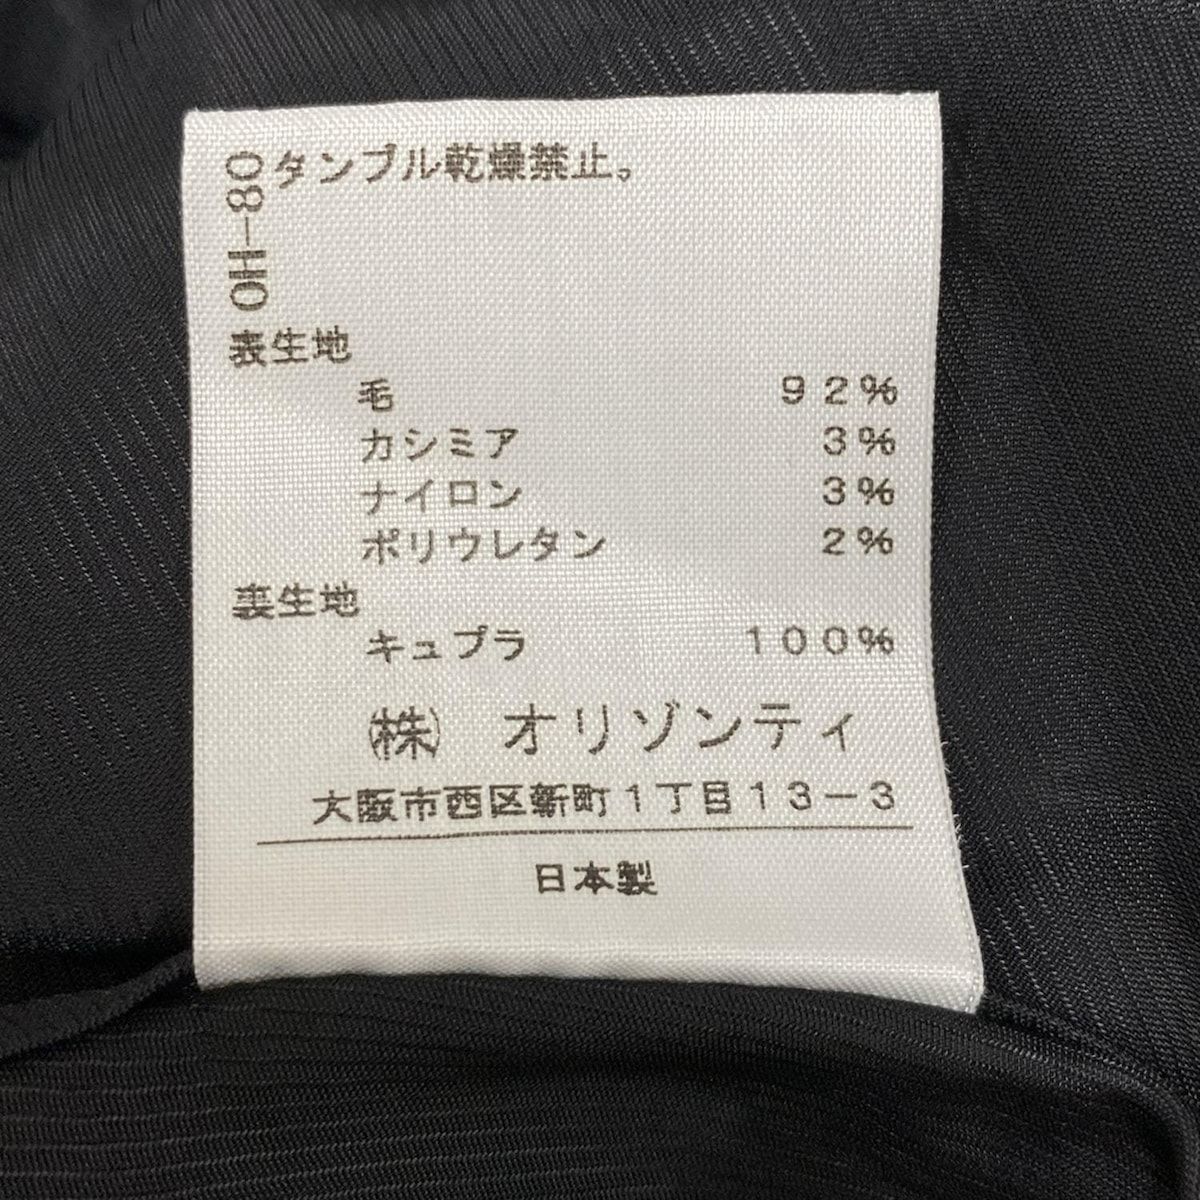 タンブル乾燥禁止。
OH-80
表生地
毛 92%
カシミア 3%
ナイロン 3%
ポリウレタン 2%
裏生地
キュプラ 100%
㈱ オリゾンティ
大阪市西区新町1丁目13-3
日本製